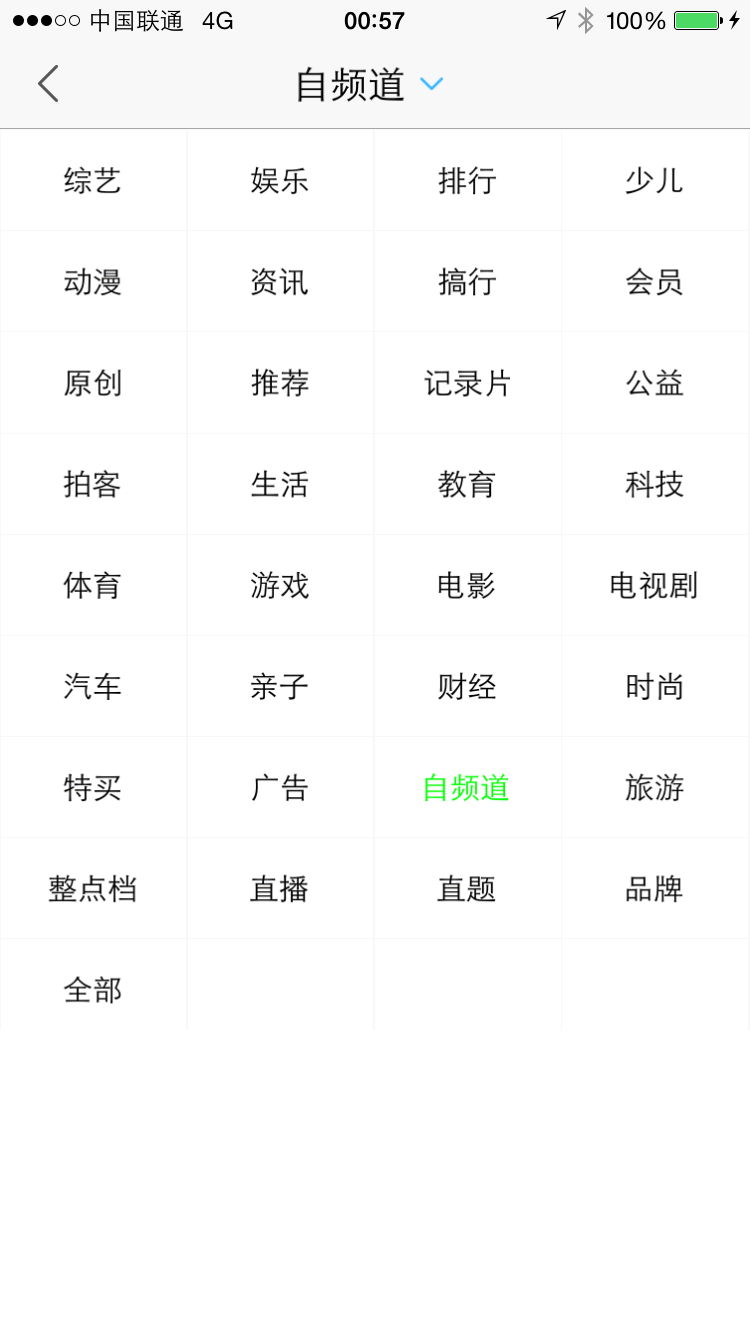 中国联通 4G 00:57 100%
自频道
综艺 娱乐 排行 少儿
动漫 资讯 搞行 会员
原创 推荐 记录片 公益
拍客 生活 教育 科技
体育 游戏 电影 电视剧
汽车 亲子 财经 时尚
特买 广告 自频道 旅游
整点档 直播 直题 品牌
全部